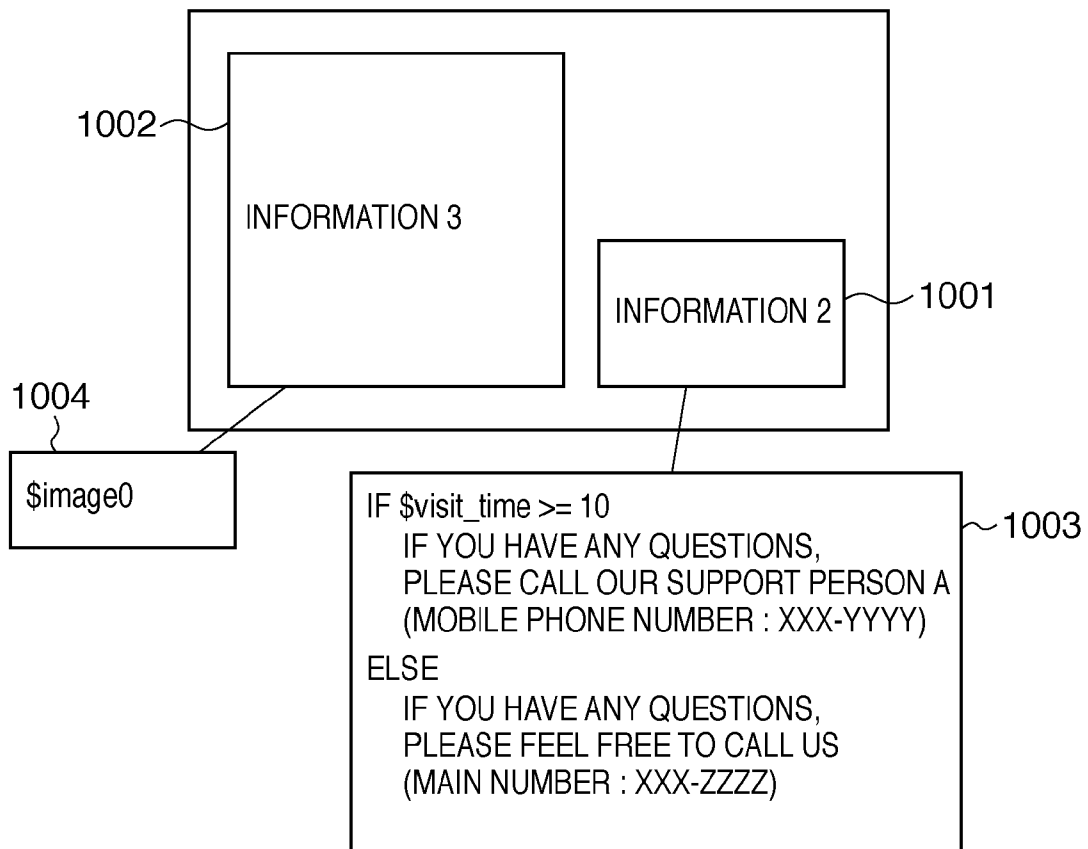 1002
INFORMATION 3
INFORMATION 2
1001
1004
$image0
IF $visit_time >= 10
IF YOU HAVE ANY QUESTIONS,
PLEASE CALL OUR SUPPORT PERSON A
(MOBILE PHONE NUMBER : XXX-YYYY)
ELSE
IF YOU HAVE ANY QUESTIONS,
PLEASE FEEL FREE TO CALL US
(MAIN NUMBER : XXX-ZZZZ)
1003